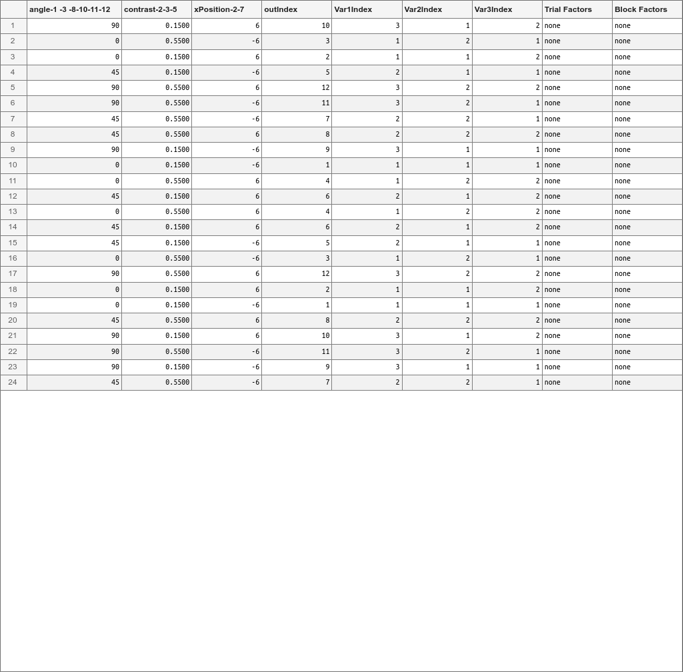 angle-1 -3 -8-10-11-12 contrast-2-3-5 xPosition-2-7 outIndex Var1Index Var2Index Var3Index Trial Factors Block Factors
1 90 0.1500 6 10 3 1 2 none none
2 0 0.5500 -6 3 1 2 1 none none
3 0 0.1500 6 2 1 1 2 none none
4 45 0.1500 -6 5 2 1 1 none none
5 90 0.5500 6 12 3 2 2 none none
6 90 0.5500 -6 11 3 2 1 none none
7 45 0.5500 -6 7 2 2 1 none none
8 45 0.5500 6 8 2 2 2 none none
9 90 0.1500 -6 9 3 1 1 none none
10 0 0.1500 -6 1 1 1 1 none none
11 0 0.5500 6 4 1 2 2 none none
12 45 0.1500 6 6 2 1 2 none none
13 0 0.5500 6 4 1 2 2 none none
14 45 0.1500 6 6 2 1 2 none none
15 45 0.1500 -6 5 2 1 1 none none
16 0 0.5500 -6 3 1 2 1 none none
17 90 0.5500 6 12 3 2 2 none none
18 0 0.1500 6 2 1 1 2 none none
19 0 0.1500 -6 1 1 1 1 none none
20 45 0.5500 6 8 2 2 2 none none
21 90 0.1500 6 10 3 1 2 none none
22 90 0.5500 -6 11 3 2 1 none none
23 90 0.1500 -6 9 3 1 1 none none
24 45 0.5500 -6 7 2 2 1 none none